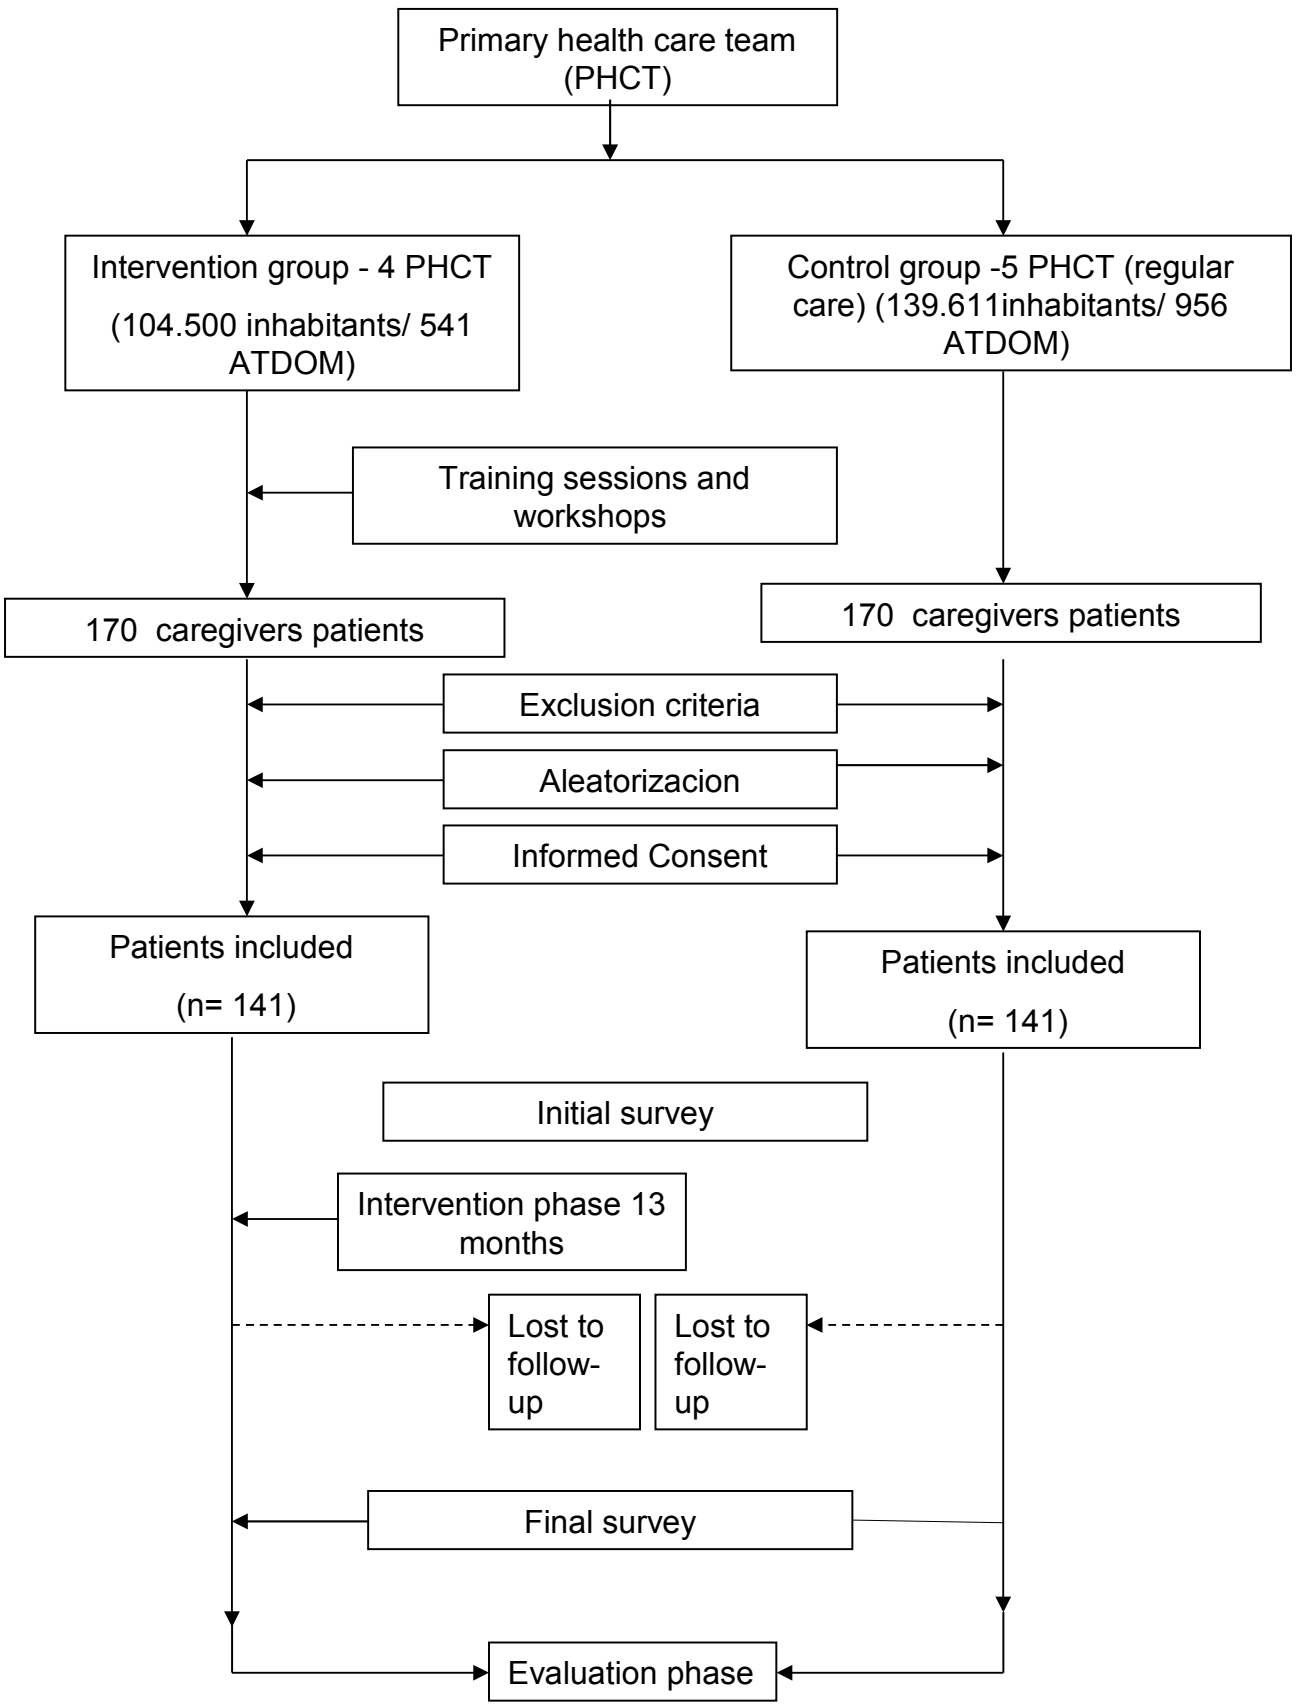 Primary health care team
(PHCT)
Intervention group - 4 PHCT
(104.500 inhabitants/ 541
ATDOM)
Control group -5 PHCT (regular
care) (139.611inhabitants/ 956
ATDOM)
Training sessions and
workshops
170 caregivers patients
170 caregivers patients
Exclusion criteria
Aleatorizacion
Informed Consent
Patients included
(n= 141)
Patients included
(n= 141)
Initial survey
Intervention phase 13
months
Lost to
follow-
up
Lost to
follow-
up
Final survey
Evaluation phase